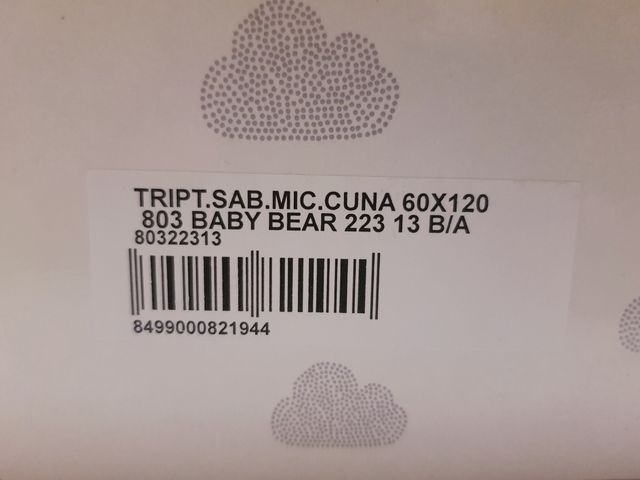 TRIPT.SAB.MIC.CUNA 60X120
803 BABY BEAR 223 13 B/A
80322313
8499000821944